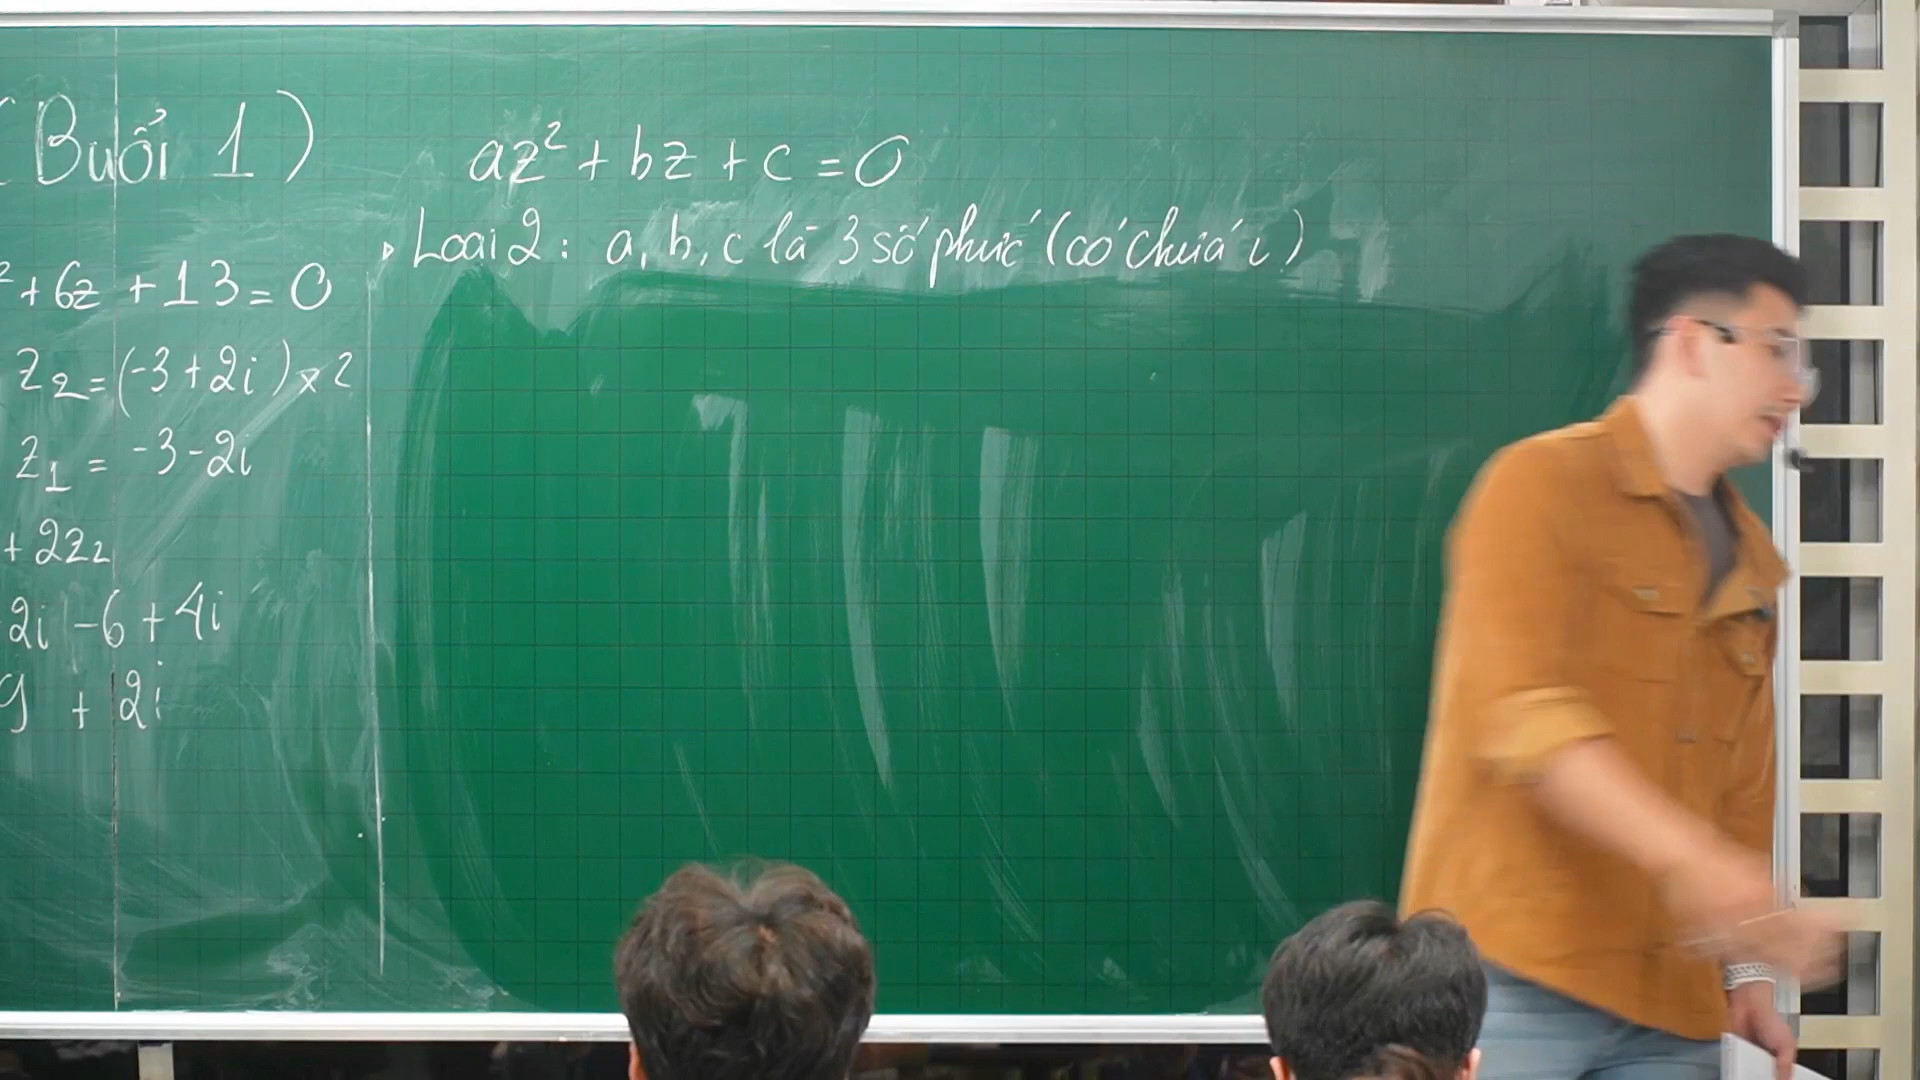 (Buổi 1)
² + 6z + 13 = 0
z₂ = (-3 + 2i) x 2
z₁ = -3 - 2i
+ 2z₂
2i - 6 + 4i
9 + 2i
az² + bz + c = 0
▸ Loại 2 : a, b, c là 3 số phức (có chứa i)